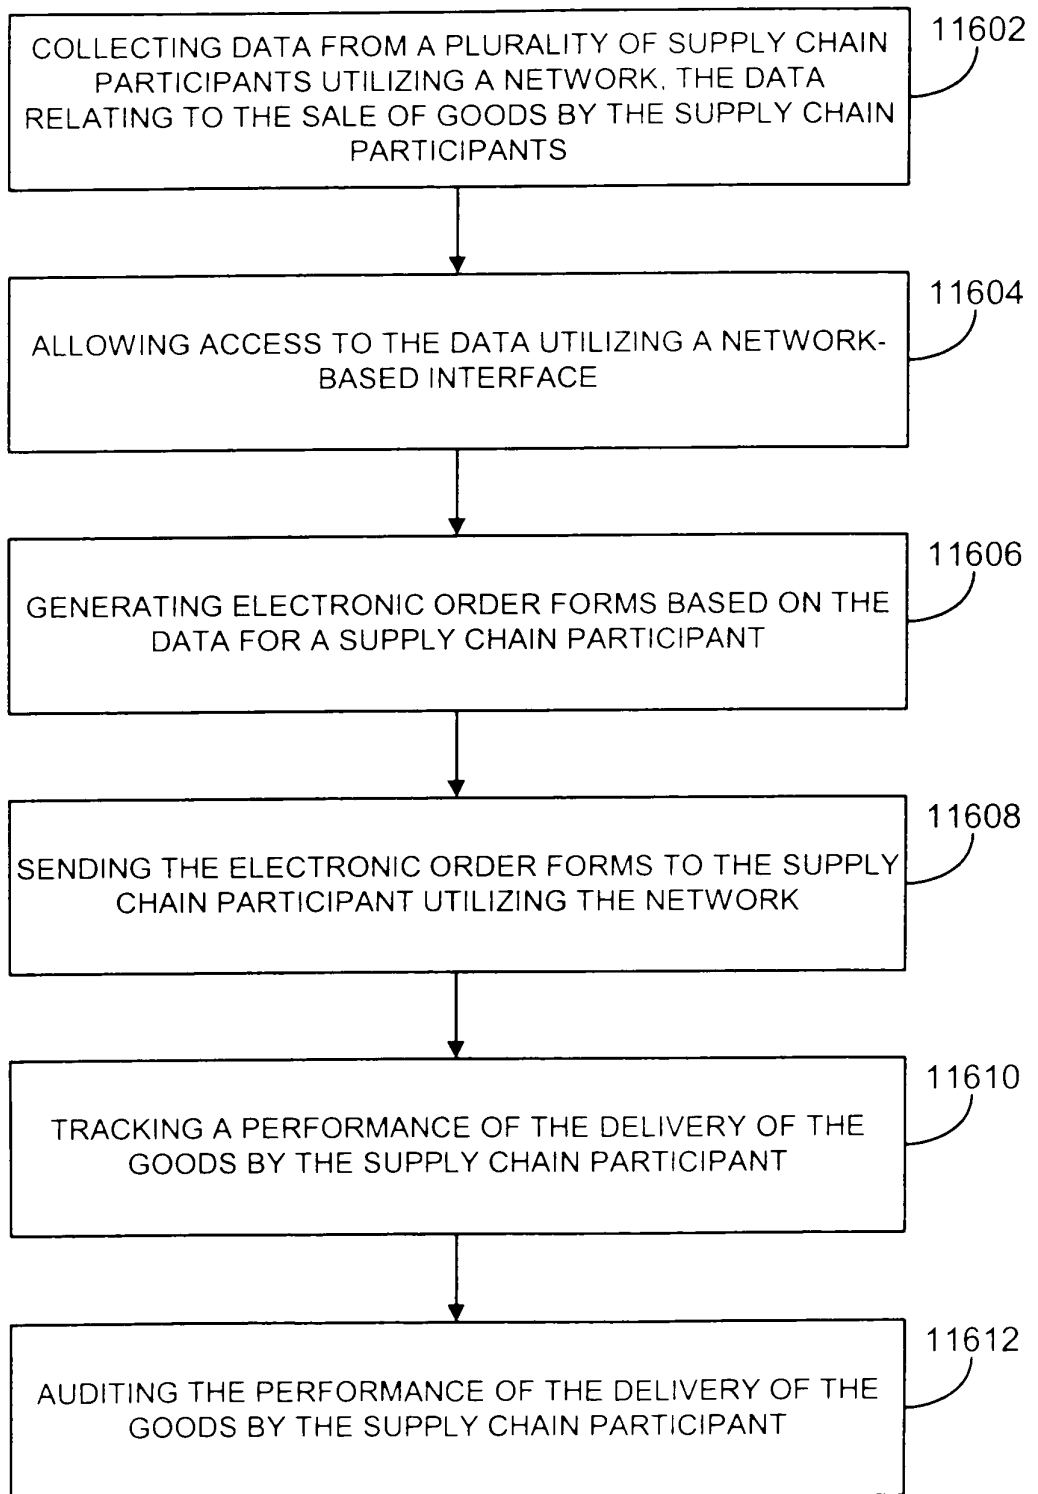 COLLECTING DATA FROM A PLURALITY OF SUPPLY CHAIN
PARTICIPANTS UTILIZING A NETWORK, THE DATA
RELATING TO THE SALE OF GOODS BY THE SUPPLY CHAIN
PARTICIPANTS
11602
ALLOWING ACCESS TO THE DATA UTILIZING A NETWORK-
BASED INTERFACE
11604
GENERATING ELECTRONIC ORDER FORMS BASED ON THE
DATA FOR A SUPPLY CHAIN PARTICIPANT
11606
SENDING THE ELECTRONIC ORDER FORMS TO THE SUPPLY
CHAIN PARTICIPANT UTILIZING THE NETWORK
11608
TRACKING A PERFORMANCE OF THE DELIVERY OF THE
GOODS BY THE SUPPLY CHAIN PARTICIPANT
11610
AUDITING THE PERFORMANCE OF THE DELIVERY OF THE
GOODS BY THE SUPPLY CHAIN PARTICIPANT
11612